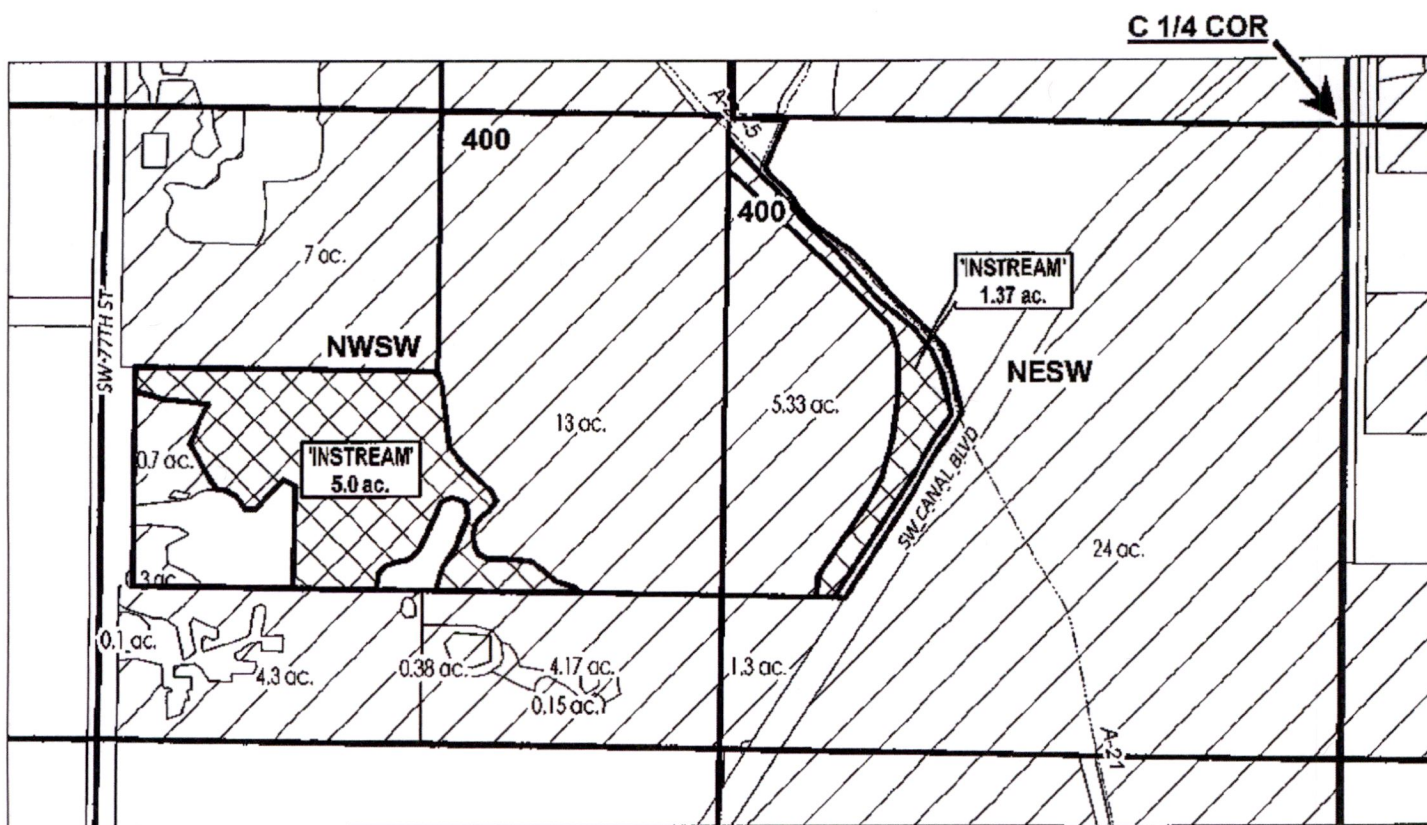 C 1/4 COR
400
400
7 ac.
'INSTREAM'
1.37 ac.
SW 77TH ST
NWSW
NESW
13 ac.
5.33 ac.
'INSTREAM'
5.0 ac.
0.7 ac.
SW CANAL BLVD
24 ac.
0.3 ac.
0.1 ac.
4.3 ac.
0.38 ac.
4.17 ac.
0.15 ac.
1.3 ac.
A-21